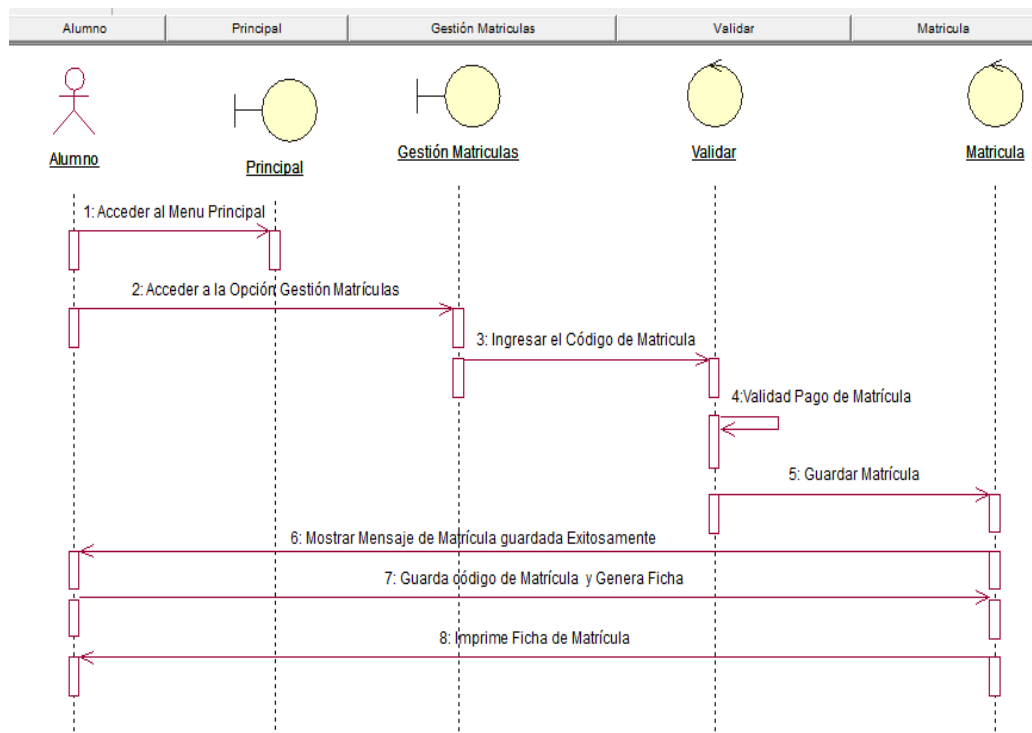 Alumno
Principal
Gestión Matriculas
Validar
Matricula
Alumno
Principal
Gestión Matriculas
Validar
Matricula
1: Acceder al Menu Principal
2: Acceder a la Opción Gestión Matrículas
3: Ingresar el Código de Matricula
4:Validad Pago de Matrícula
5: Guardar Matrícula
6: Mostrar Mensaje de Matrícula guardada Exitosamente
7: Guarda código de Matrícula y Genera Ficha
8: Imprime Ficha de Matrícula